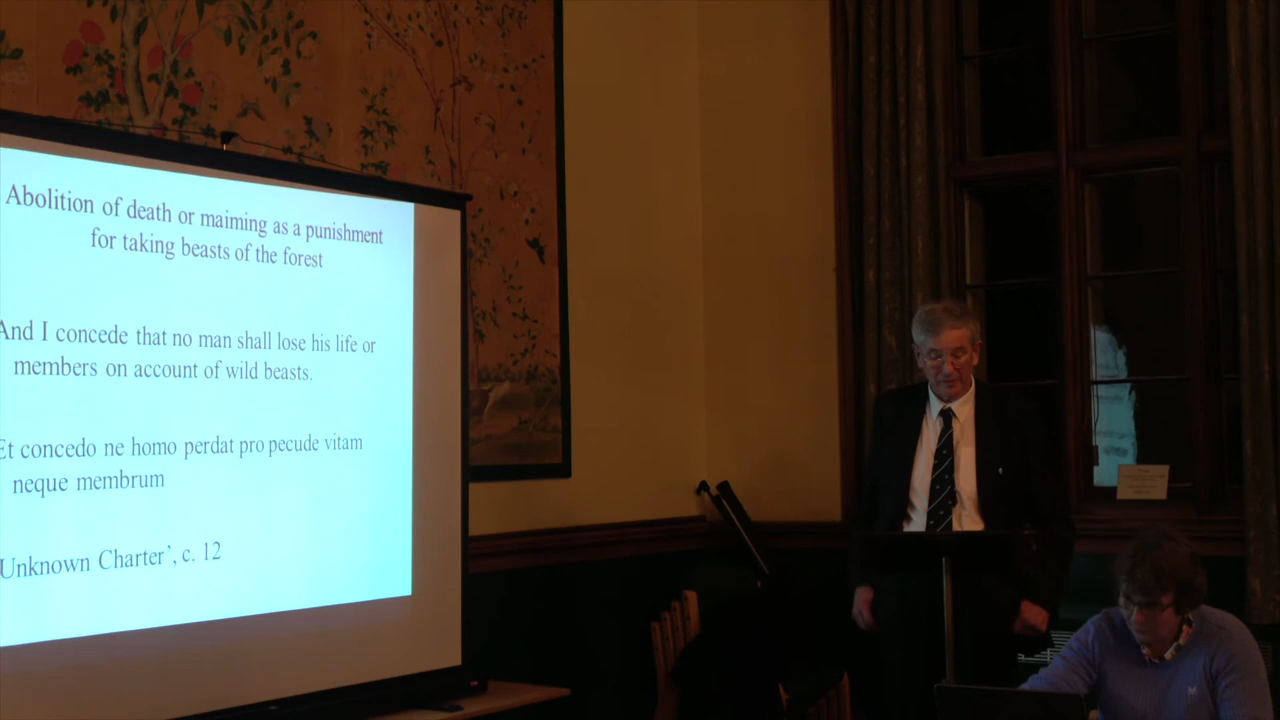 Abolition of death or maiming as a punishment
for taking beasts of the forest
And I concede that no man shall lose his life or
members on account of wild beasts.
Et concedo ne homo perdat pro pecude vitam
neque membrum
Unknown Charter’, c. 12